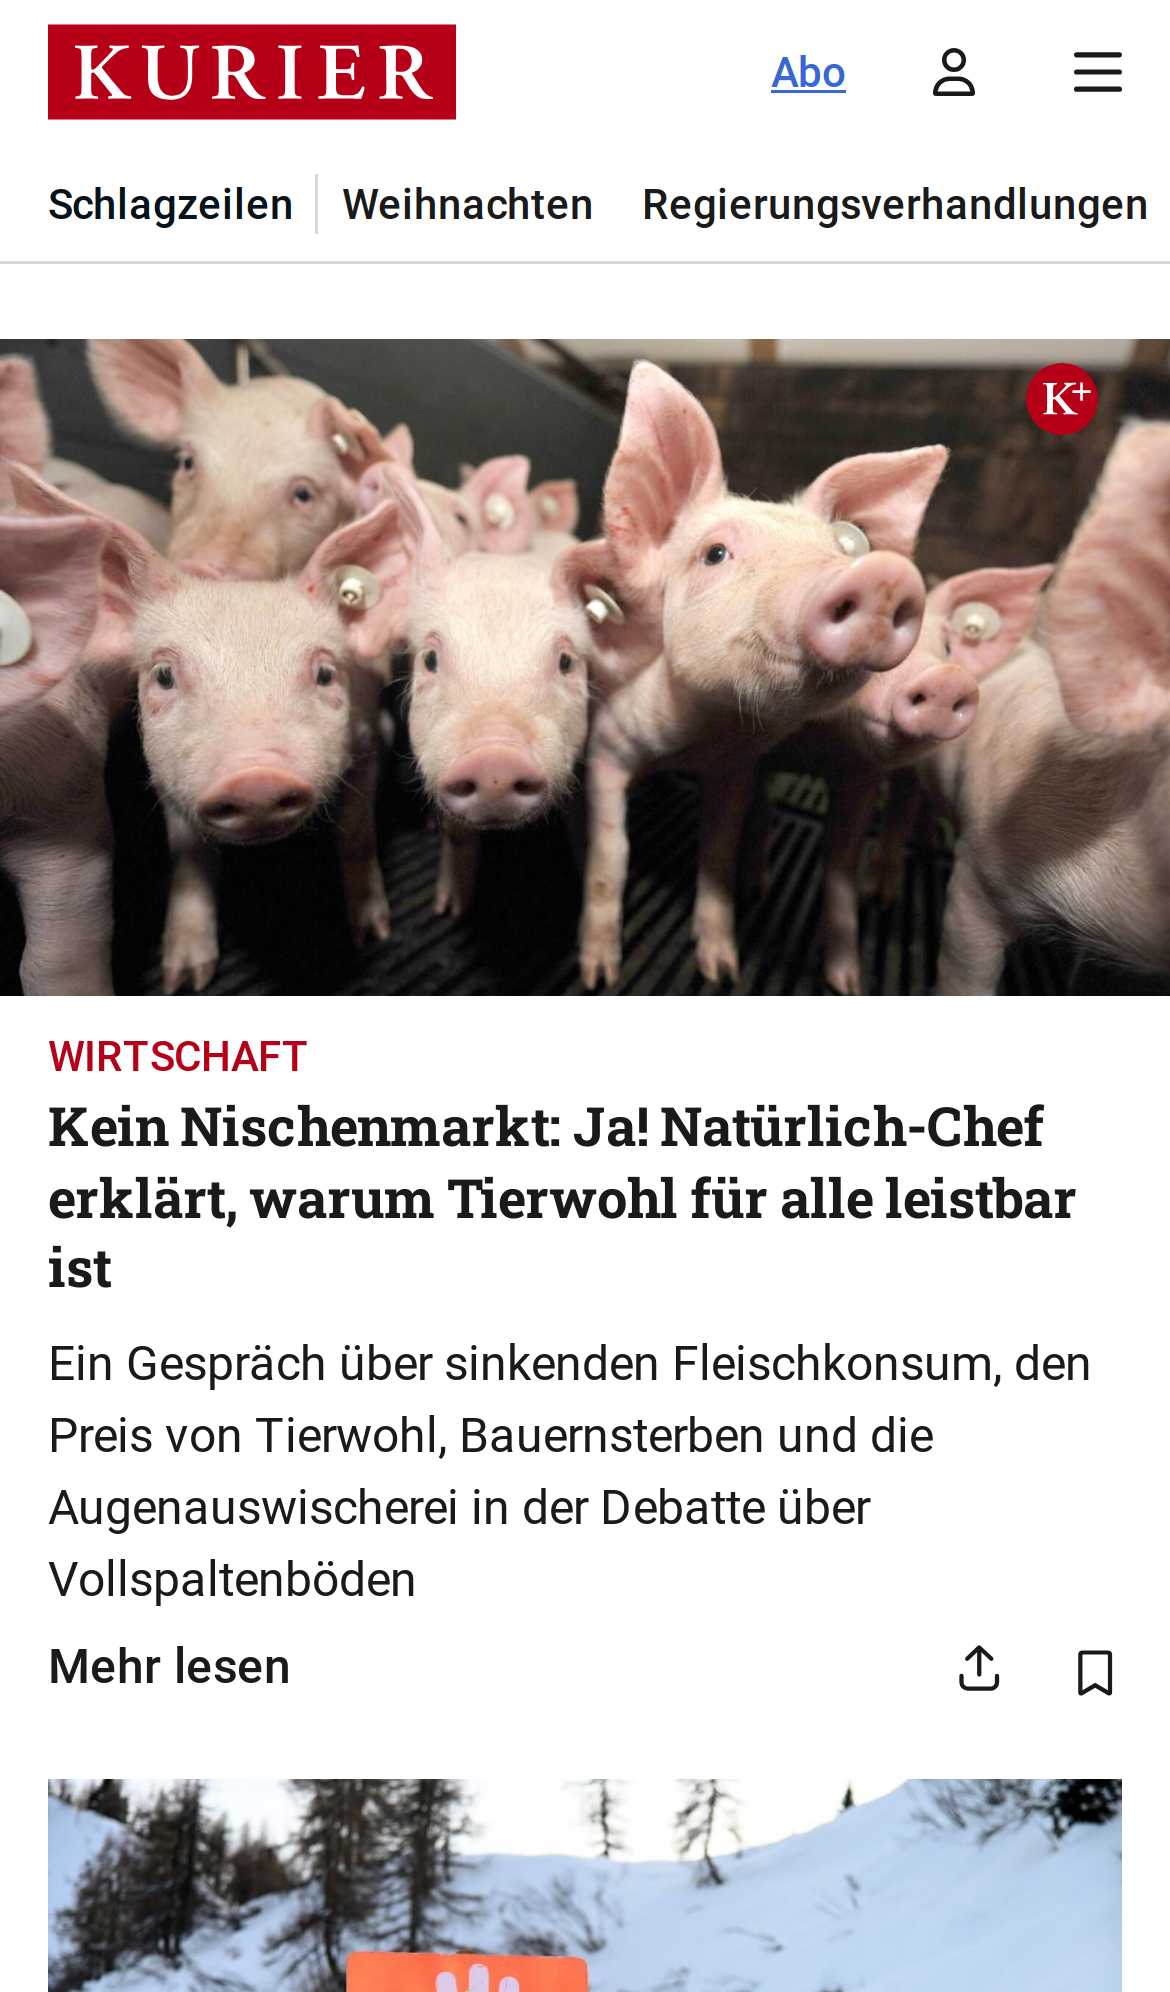 KURIER
Abo
Schlagzeilen
Weihnachten
Regierungsverhandlungen
K+
WIRTSCHAFT
Kein Nischenmarkt: Ja! Natürlich-Chef
erklärt, warum Tierwohl für alle leistbar
ist
Ein Gespräch über sinkenden Fleischkonsum, den
Preis von Tierwohl, Bauernsterben und die
Augenauswischerei in der Debatte über
Vollspaltenböden
Mehr lesen